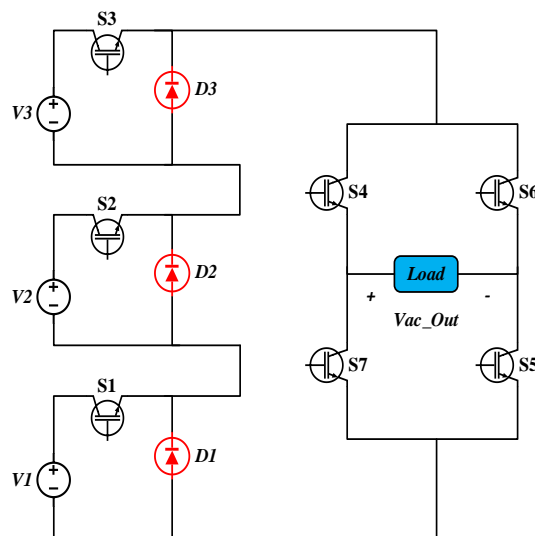 S3
V3
+
−
D3
S4
S6
S2
V2
+
−
D2
Load
+
-
Vac_Out
S7
S5
S1
V1
+
−
D1